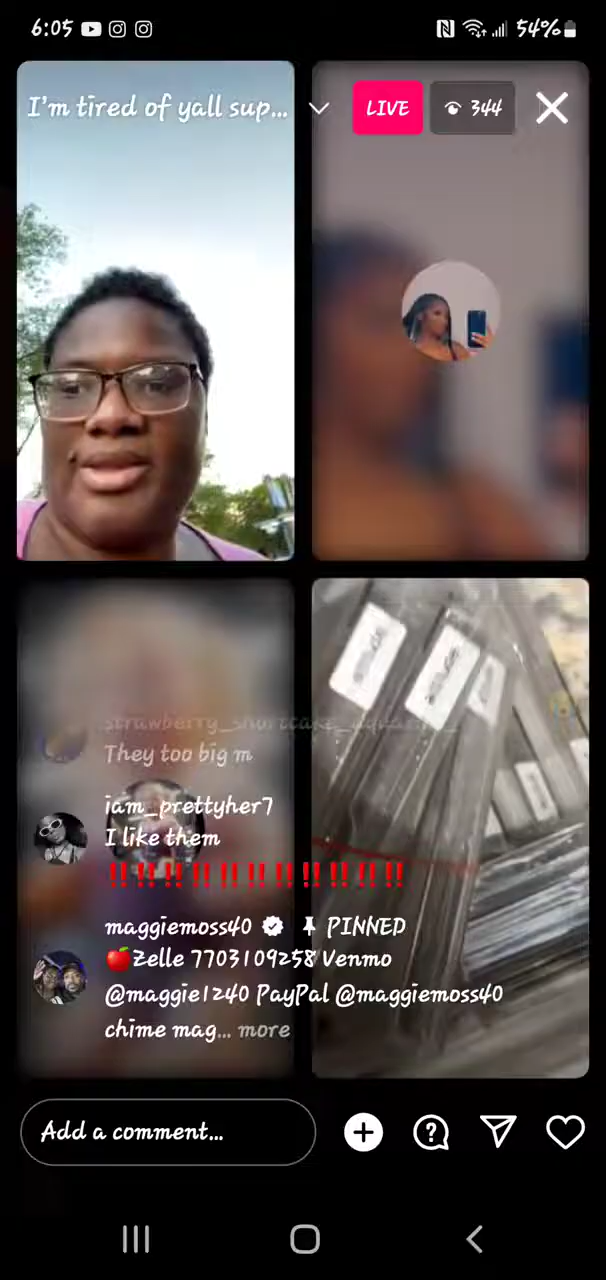 6:05
54%
I'm tired of yall sup...
LIVE
344
They too big m
iam_prettyher7
I like them
‼️‼️‼️‼️‼️‼️‼️‼️‼️‼️‼️
maggiemoss40 PINNED
🍎Zelle 7703109258 Venmo
@maggie1240 PayPal @maggiemoss40
chime mag... more
Add a comment...